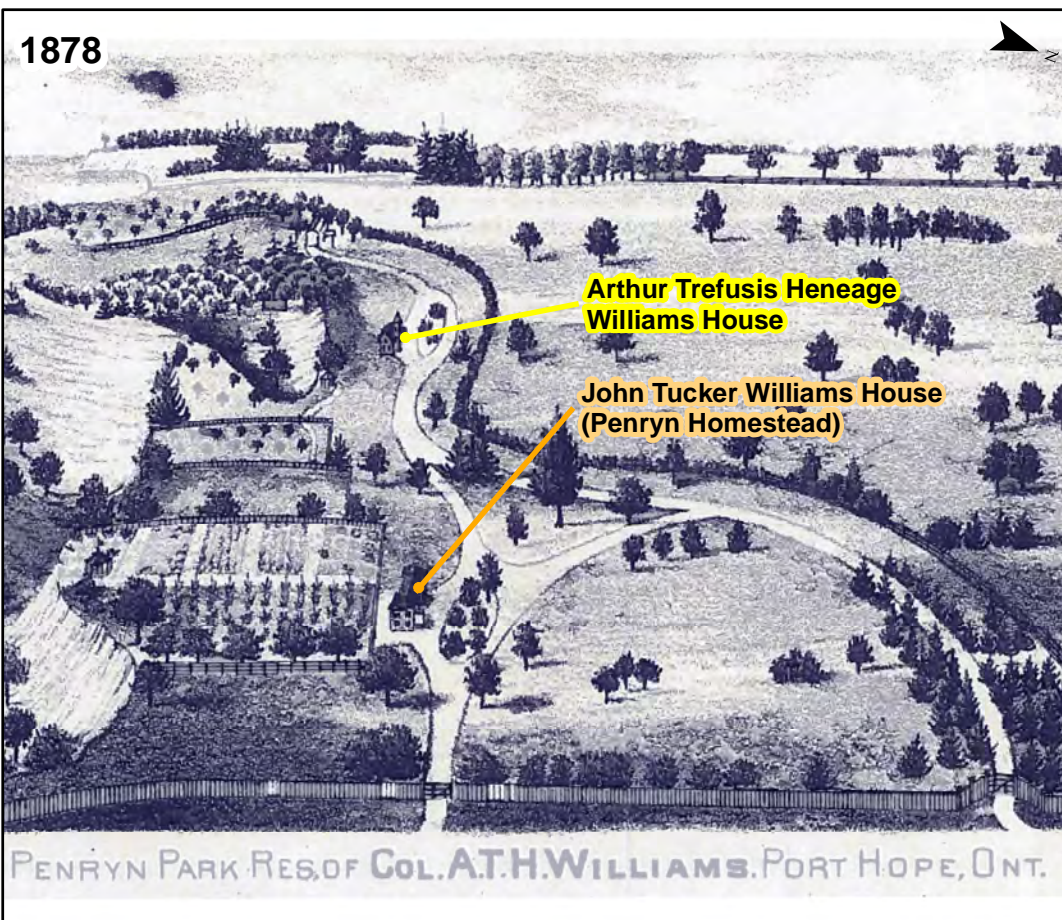 1878
N
Arthur Trefusis Heneage
Williams House
John Tucker Williams House
(Penryn Homestead)
PENRYN PARK RES, OF COL. A.T.H. WILLIAMS. PORT HOPE, ONT.